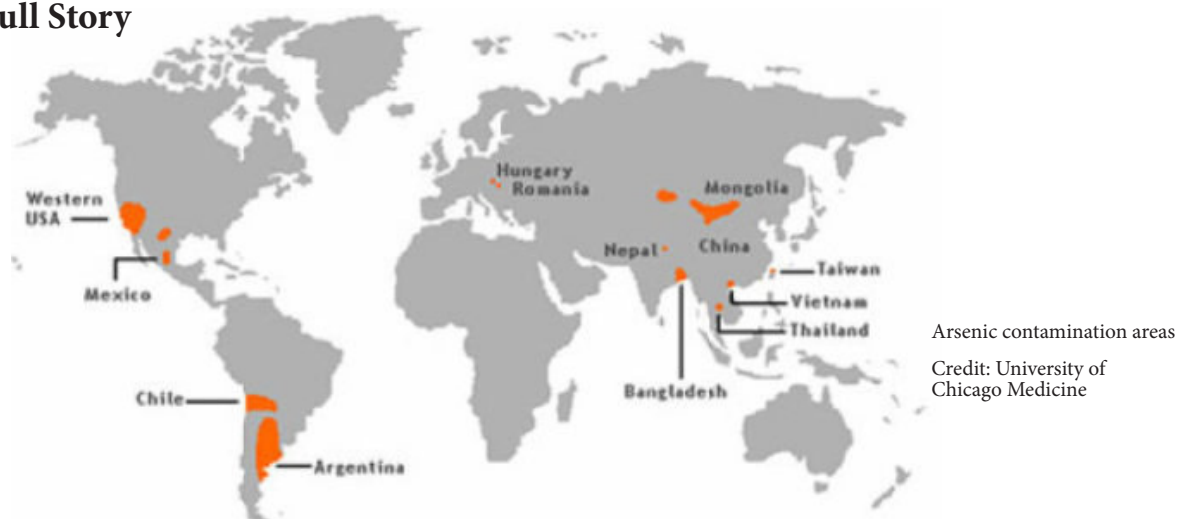 ull Story
Hungary
Romania
Western
USA
Mongolia
Nepal
China
Taiwan
Mexico
Vietnam
Thailand
Arsenic contamination areas
Credit: University of
Chicago Medicine
Bangladesh
Chile
Argentina